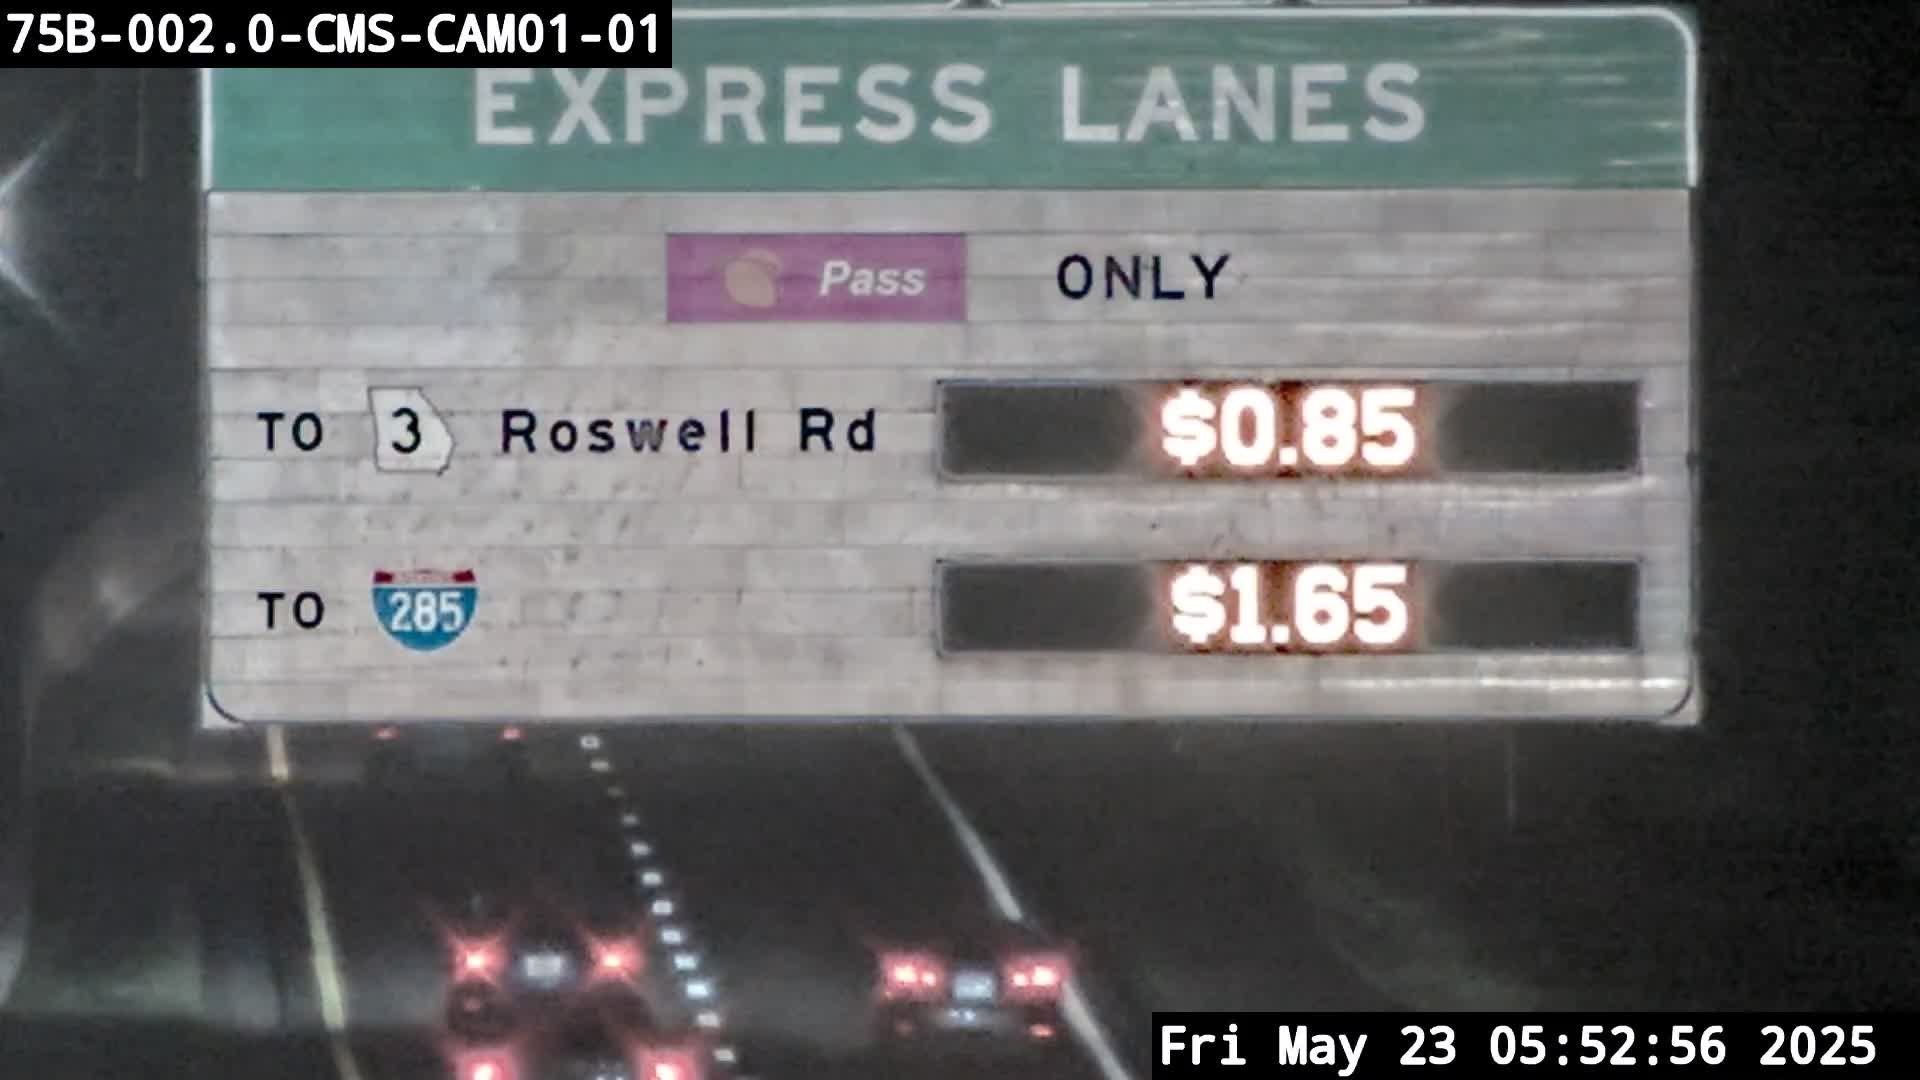 75B-002.0-CMS-CAM01-01
EXPRESS LANES
Pass ONLY
TO 3 Roswell Rd $0.85
TO 285 $1.65
Fri May 23 05:52:56 2025